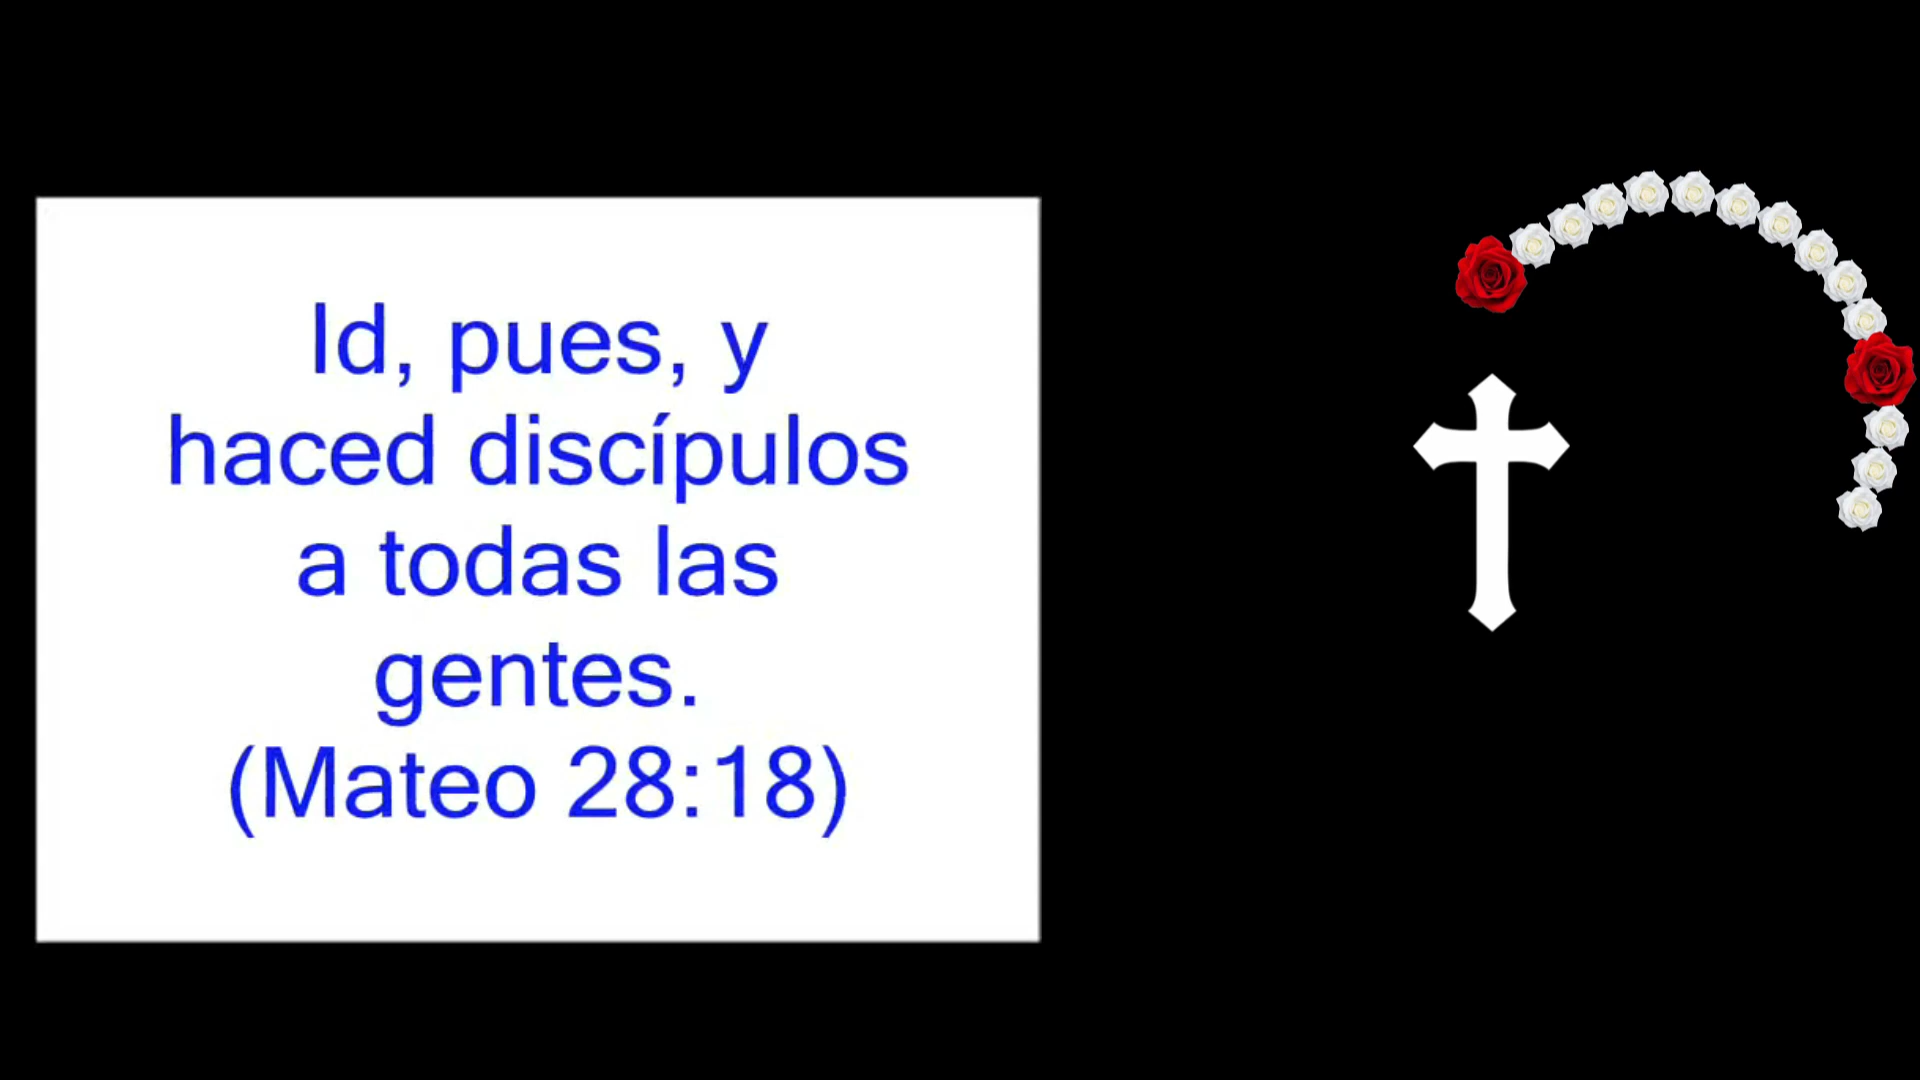 Id, pues, y
haced discípulos
a todas las
gentes.
(Mateo 28:18)